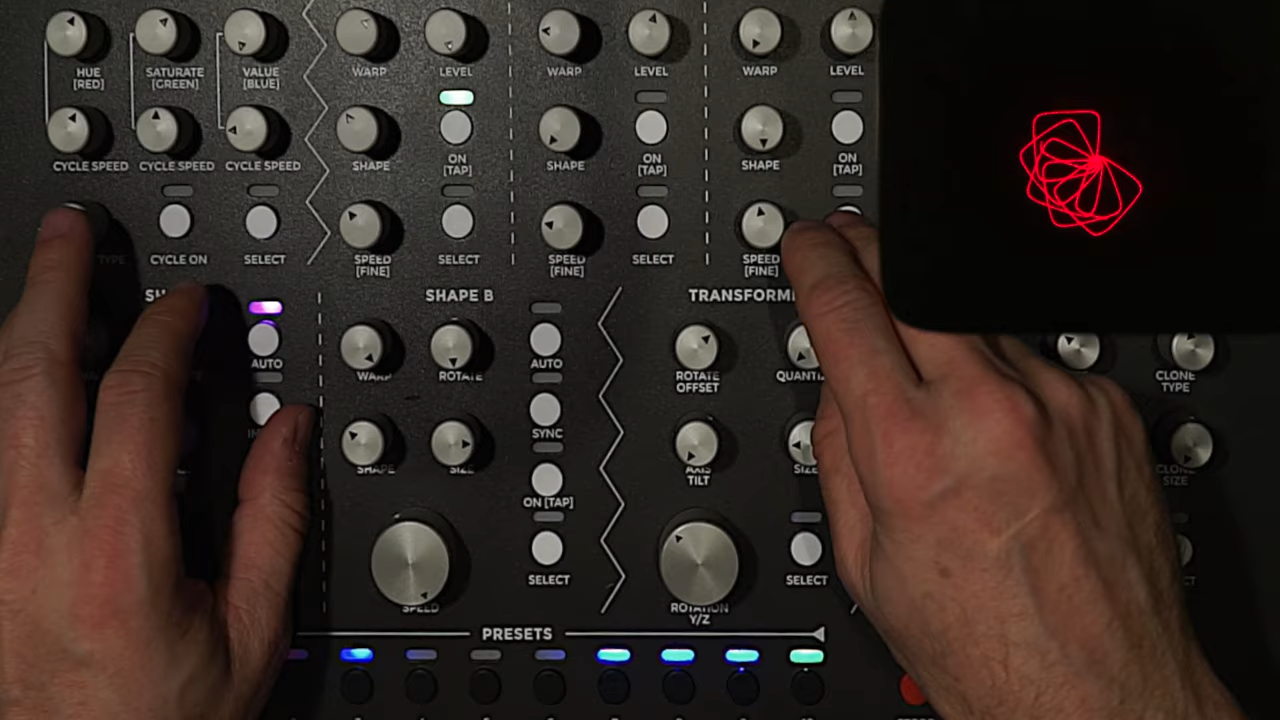 WARP
LEVEL
WARP
LEVEL
WARP
LEVEL
HUE
[RED]
SATURATE
[GREEN]
VALUE
[BLUE]
CYCLE SPEED
CYCLE SPEED
CYCLE SPEED
SHAPE
ON
[TAP]
SHAPE
ON
[TAP]
SHAPE
ON
[TAP]
TYPE
CYCLE ON
SELECT
SPEED
[FINE]
SELECT
SPEED
[FINE]
SELECT
SPEED
[FINE]
SHAPE B
AUTO
WARP
ROTATE
AUTO
ROTATE
OFFSET
CLONE
TYPE
SHAPE
SIZE
SYNC
AXIS
TILT
SIZE
CLONE
SIZE
ON [TAP]
SELECT
SELECT
SPEED
ROTATION
Y/Z
PRESETS